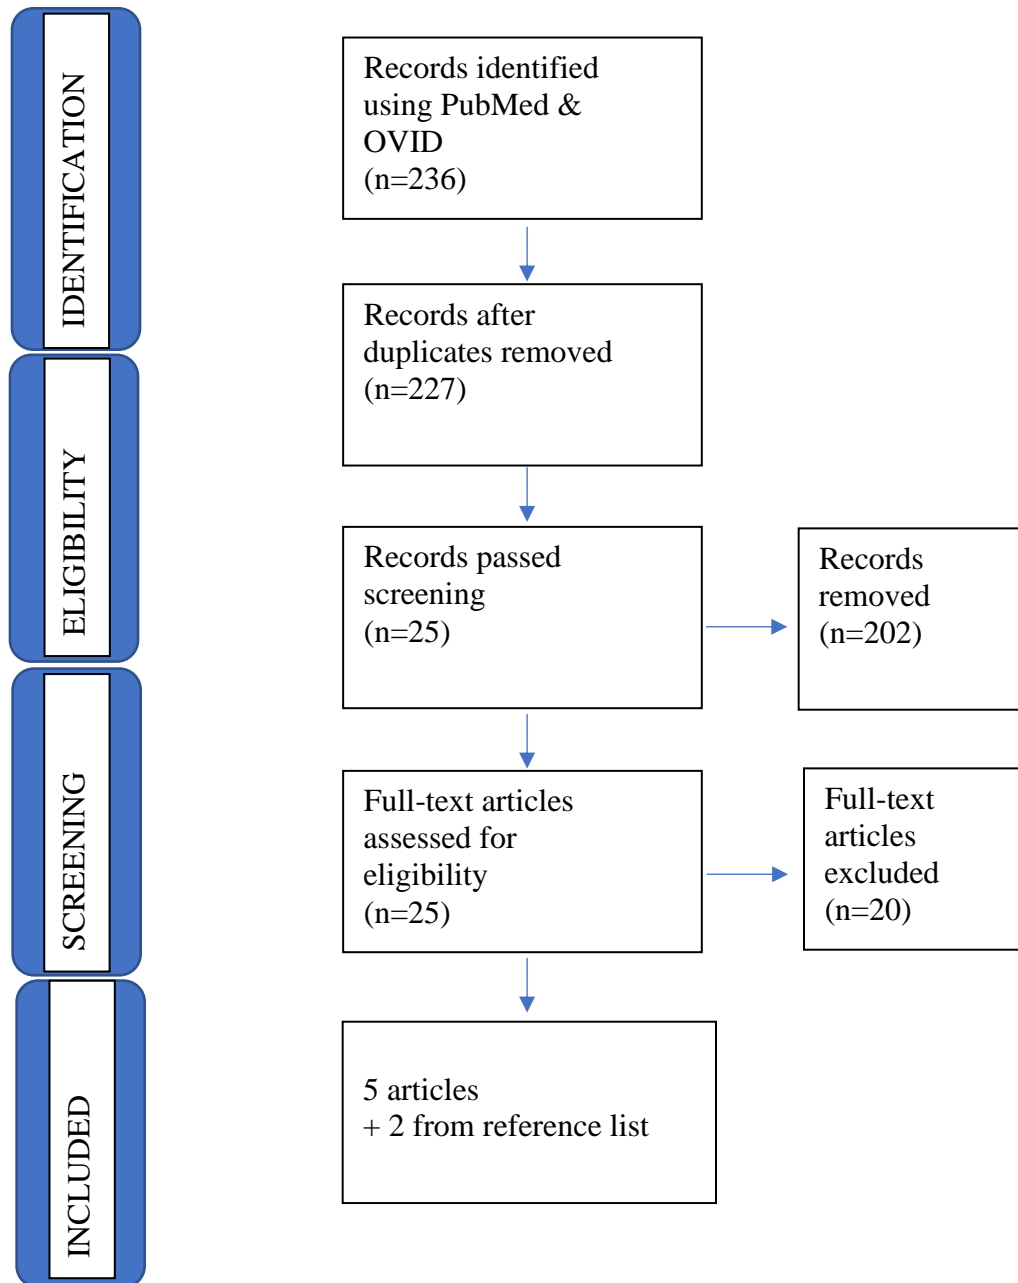 IDENTIFICATION
Records identified
using PubMed &
OVID
(n=236)
Records after
duplicates removed
(n=227)
ELIGIBILITY
Records passed
screening
(n=25)
Records
removed
(n=202)
SCREENING
Full-text articles
assessed for
eligibility
(n=25)
Full-text
articles
excluded
(n=20)
INCLUDED
5 articles
+ 2 from reference list